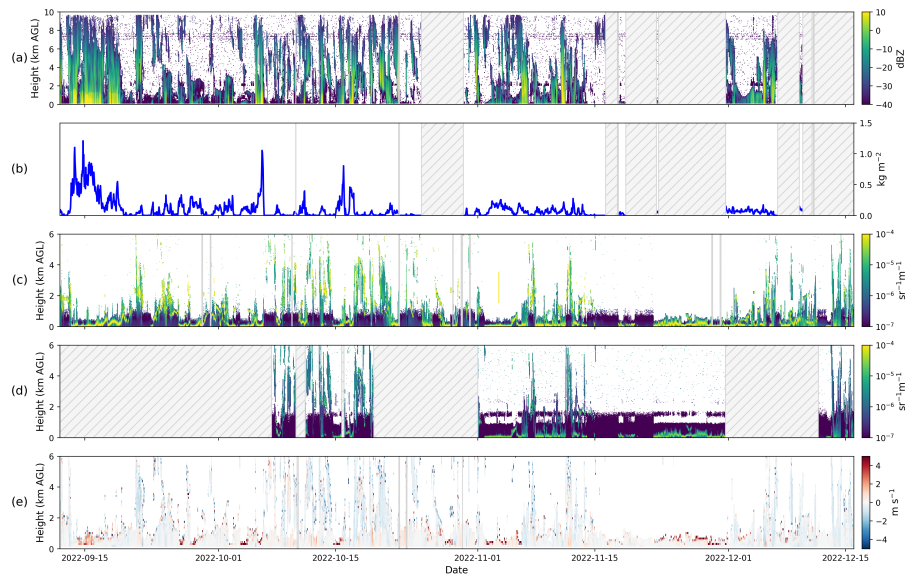 (a)
Height (km AGL)
10
8
6
4
2
0
10
0
−10
−20
−30
−40
dBZ
(b)
1.5
1.0
0.5
0.0
kg m⁻²
(c)
Height (km AGL)
6
4
2
0
10⁻⁴
10⁻⁵
10⁻⁶
10⁻⁷
sr⁻¹m⁻¹
(d)
Height (km AGL)
6
4
2
0
10⁻⁴
10⁻⁵
10⁻⁶
10⁻⁷
sr⁻¹m⁻¹
(e)
Height (km AGL)
6
4
2
0
4
2
0
−2
−4
m s⁻¹
2022-09-15 2022-10-01 2022-10-15 2022-11-01 2022-11-15 2022-12-01 2022-12-15
Date